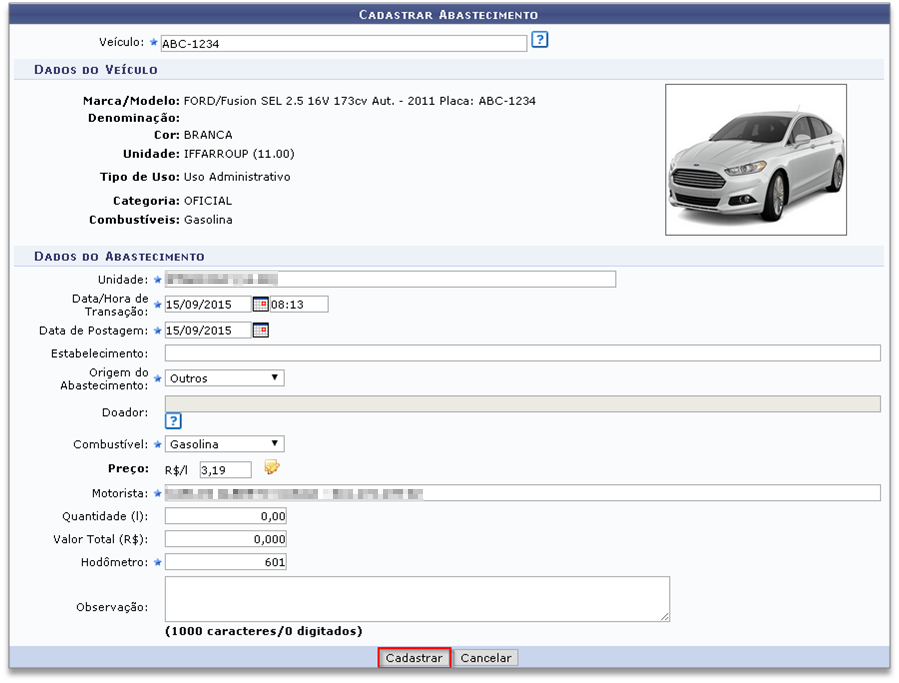 Cadastrar Abastecimento
Veículo: ABC-1234 ?
Dados do Veículo
Marca/Modelo: FORD/Fusion SEL 2.5 16V 173cv Aut. - 2011 Placa: ABC-1234
Denominação:
Cor: BRANCA
Unidade: IFFARROUP (11.00)
Tipo de Uso: Uso Administrativo
Categoria: OFICIAL
Combustíveis: Gasolina
Dados do Abastecimento
Unidade:
Data/Hora de
Transação: 15/09/2015 08:13
Data de Postagem: 15/09/2015
Estabelecimento:
Origem do
Abastecimento: Outros
Doador:
?
Combustível: Gasolina
Preço: R$/l 3,19
Motorista:
Quantidade (l): 0,00
Valor Total (R$): 0,000
Hodômetro: 601
Observação:
(1000 caracteres/0 digitados)
Cadastrar Cancelar